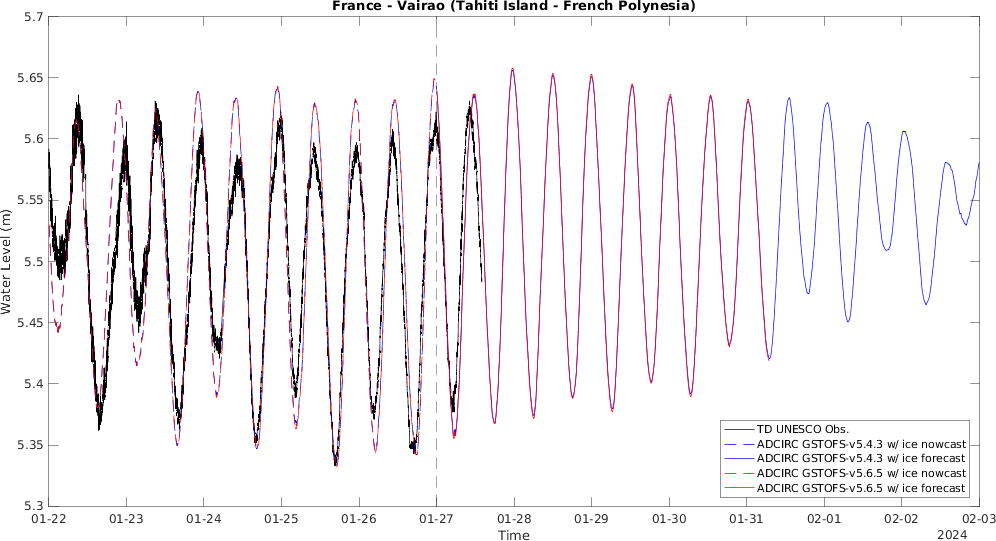 France - Vairao (Tahiti Island - French Polynesia)
5.7
5.65
5.6
5.55
5.5
5.45
5.4
5.35
5.3
Water Level (m)
TD UNESCO Obs.
ADCIRC GSTOFS-v5.4.3 w/ ice nowcast
ADCIRC GSTOFS-v5.4.3 w/ ice forecast
ADCIRC GSTOFS-v5.6.5 w/ ice nowcast
ADCIRC GSTOFS-v5.6.5 w/ ice forecast
01-22 01-23 01-24 01-25 01-26 01-27 01-28 01-29 01-30 01-31 02-01 02-02 02-03
Time
2024